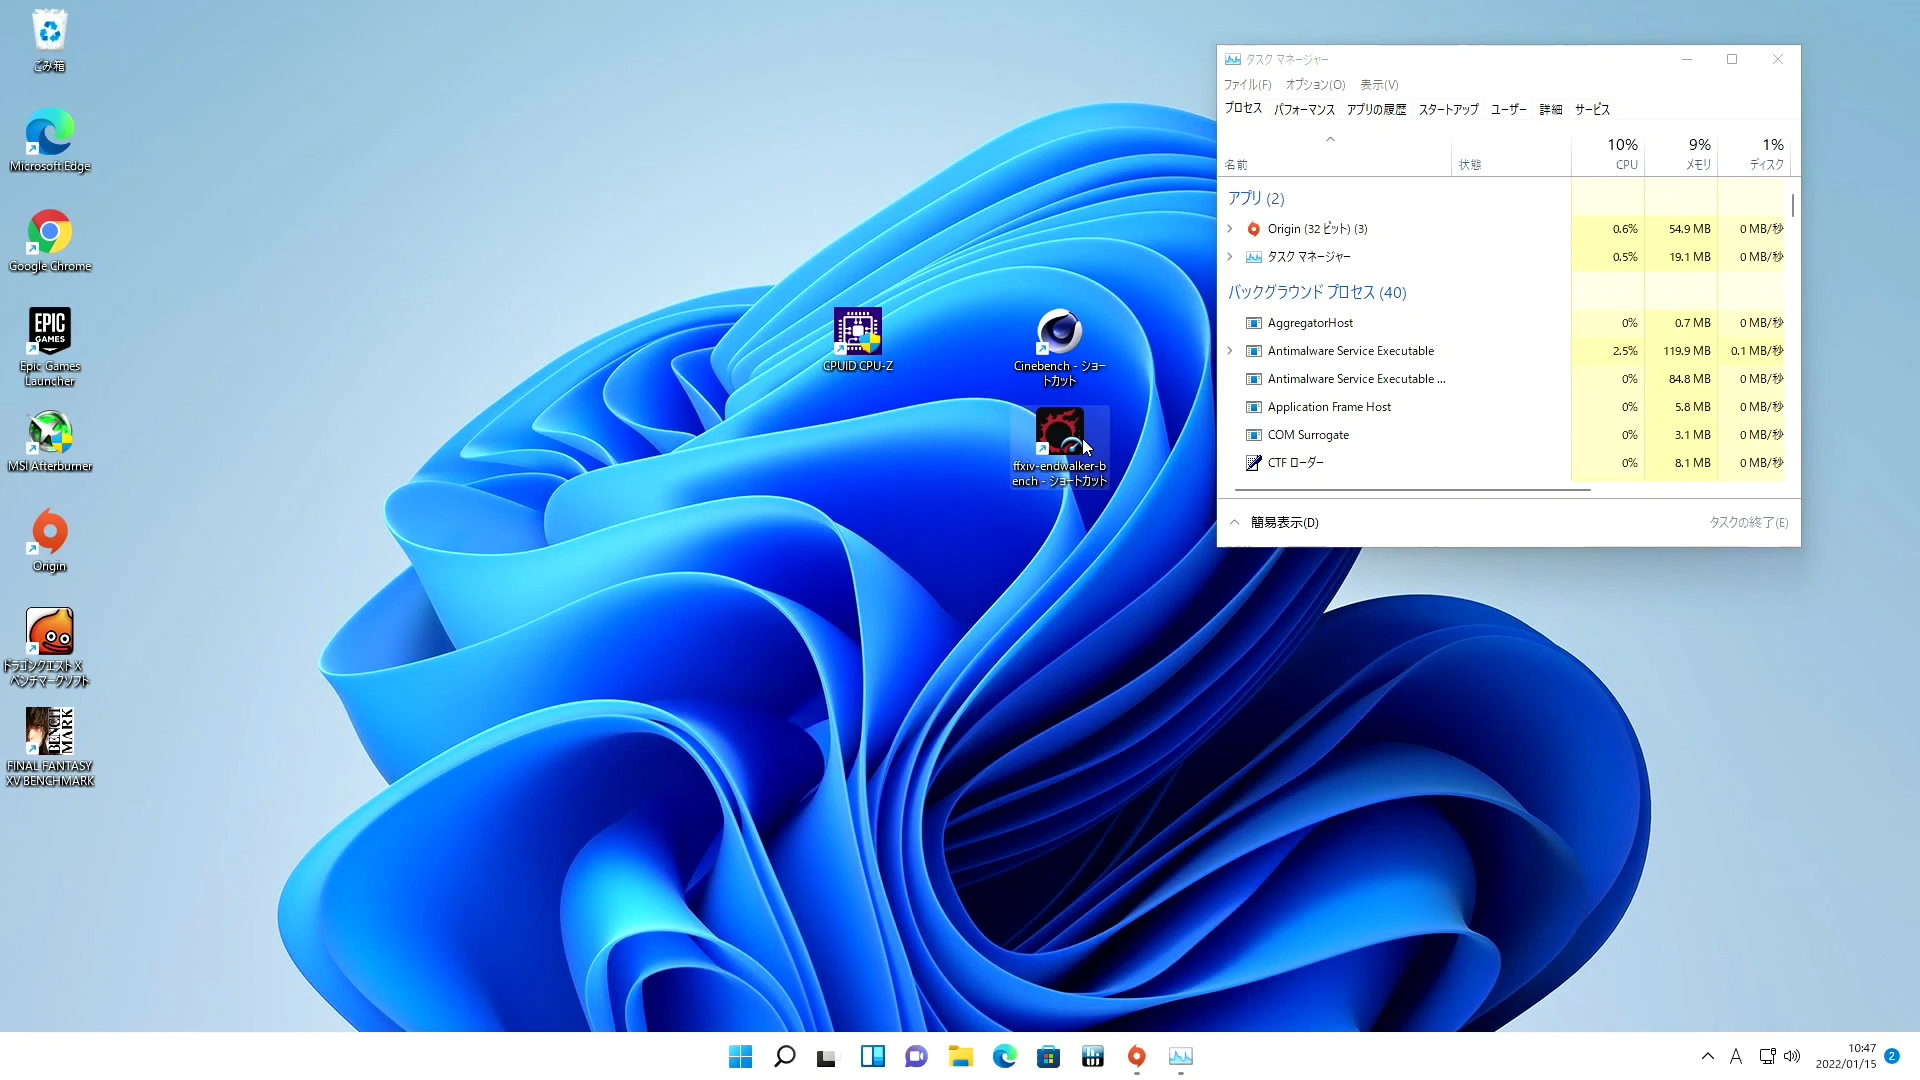 ごみ箱
Microsoft Edge
Google Chrome
EPIC
GAMES
Epic Games
Launcher
MSI Afterburner
Origin
ドラゴンクエストX
ベンチマークソフト
BENCH
MARK
FINAL FANTASY
XV BENCHMARK
CPUID CPU-Z
Cinebench - ショー
トカット
ffxiv-endwalker-b
ench - ショートカット
タスク マネージャー
ファイル(F) オプション(O) 表示(V)
プロセス パフォーマンス アプリの履歴 スタートアップ ユーザー 詳細 サービス
10% 9% 1%
名前 状態 CPU メモリ ディスク
アプリ (2)
Origin (32 ビット) (3) 0.6% 54.9 MB 0 MB/秒
タスク マネージャー 0.5% 19.1 MB 0 MB/秒
バックグラウンド プロセス (40)
AggregatorHost 0% 0.7 MB 0 MB/秒
Antimalware Service Executable 2.5% 119.9 MB 0.1 MB/秒
Antimalware Service Executable ... 0% 84.8 MB 0 MB/秒
Application Frame Host 0% 5.8 MB 0 MB/秒
COM Surrogate 0% 3.1 MB 0 MB/秒
CTF ローダー 0% 8.1 MB 0 MB/秒
簡易表示(D) タスクの終了(E)
A
10:47
2022/01/15
2